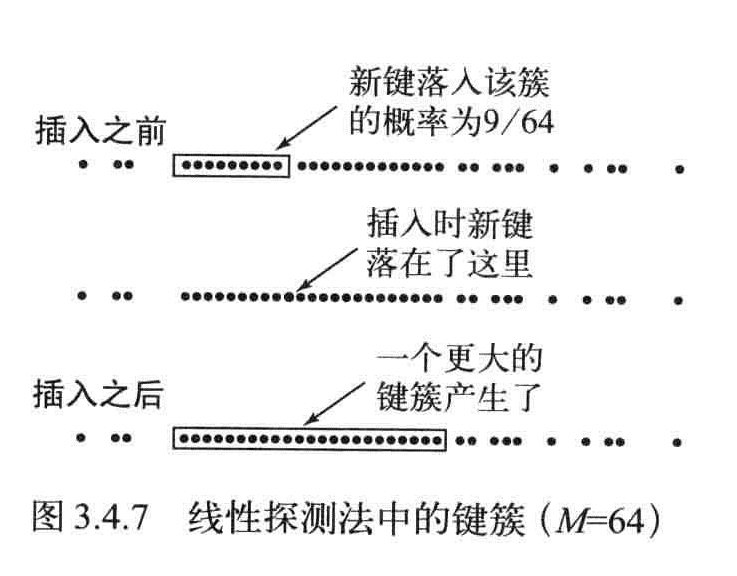 新键落入该簇
的概率为9/64
插入之前
插入时新键
落在了这里
一个更大的
键簇产生了
插入之后
图 3.4.7 线性探测法中的键簇（M=64）